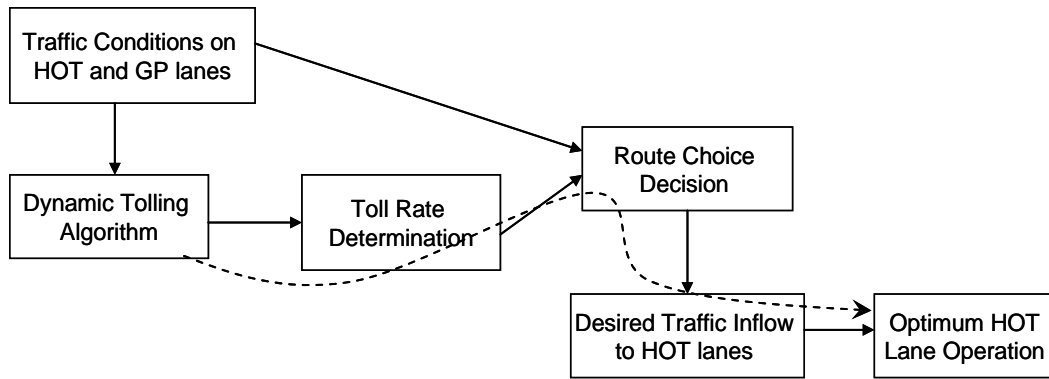 Traffic Conditions on
HOT and GP lanes
Dynamic Tolling
Algorithm
Toll Rate
Determination
Route Choice
Decision
Desired Traffic Inflow
to HOT lanes
Optimum HOT
Lane Operation